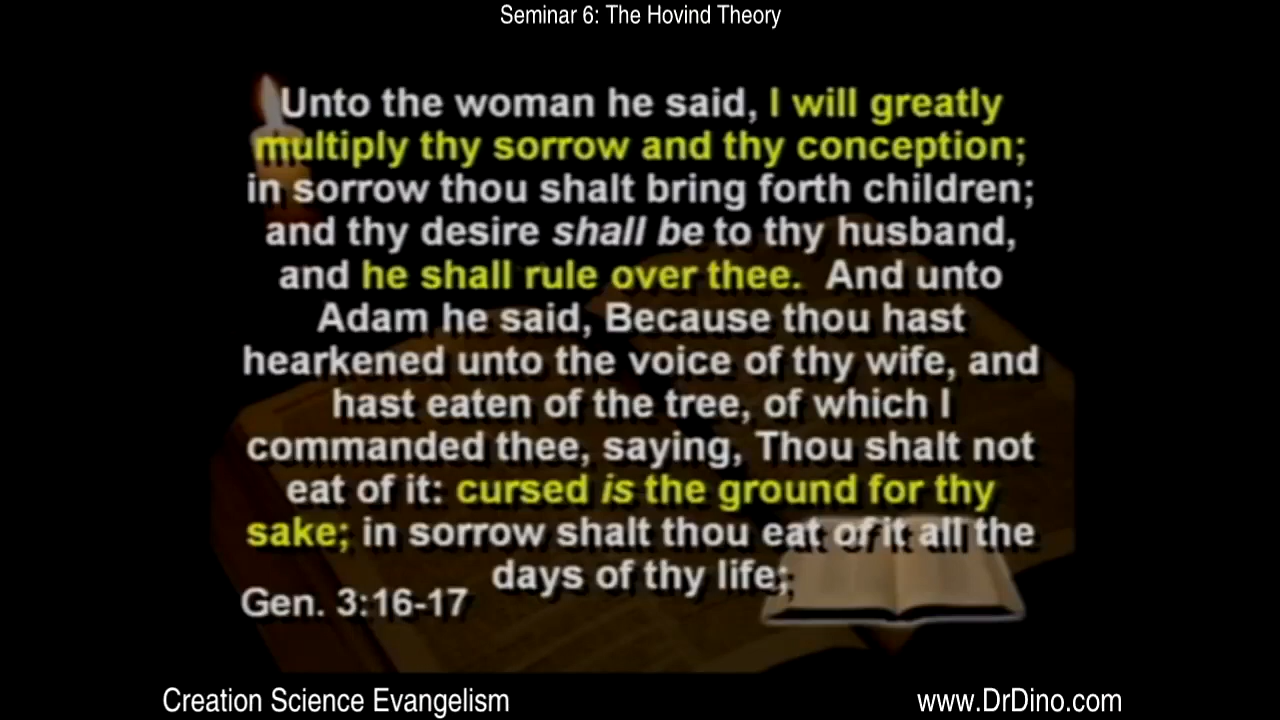 Seminar 6: The Hovind Theory
Unto the woman he said, I will greatly
multiply thy sorrow and thy conception;
in sorrow thou shalt bring forth children;
and thy desire shall be to thy husband,
and he shall rule over thee. And unto
Adam he said, Because thou hast
hearkened unto the voice of thy wife, and
hast eaten of the tree, of which I
commanded thee, saying, Thou shalt not
eat of it: cursed is the ground for thy
sake; in sorrow shalt thou eat of it all the
days of thy life;
Gen. 3:16-17
Creation Science Evangelism
www.DrDino.com